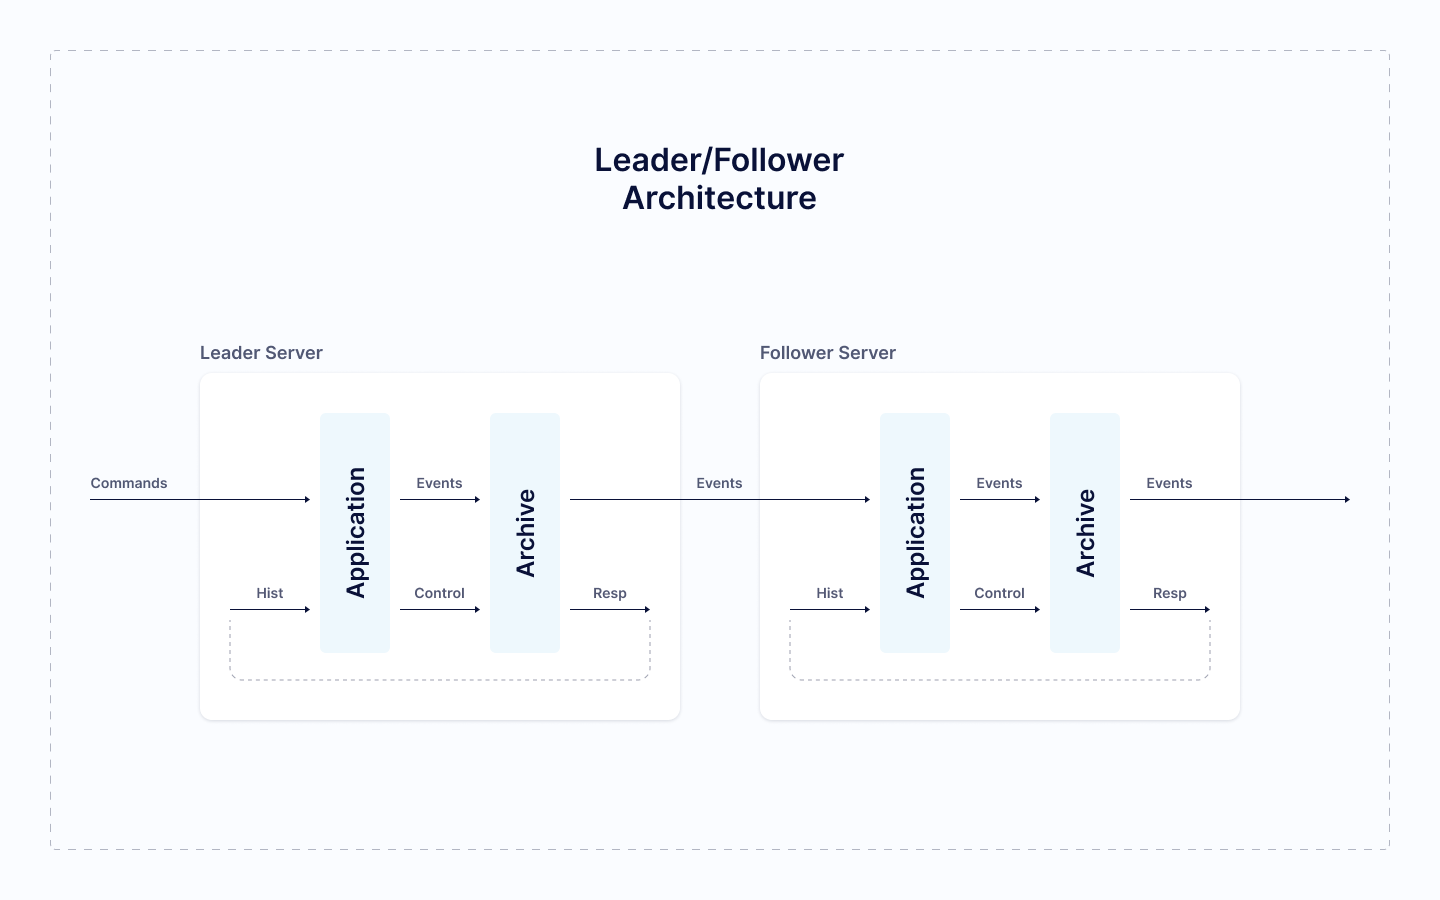 Leader/Follower
Architecture
Leader Server
Follower Server
Commands
Application
Events
Archive
Events
Application
Events
Archive
Events
Hist
Control
Resp
Hist
Control
Resp